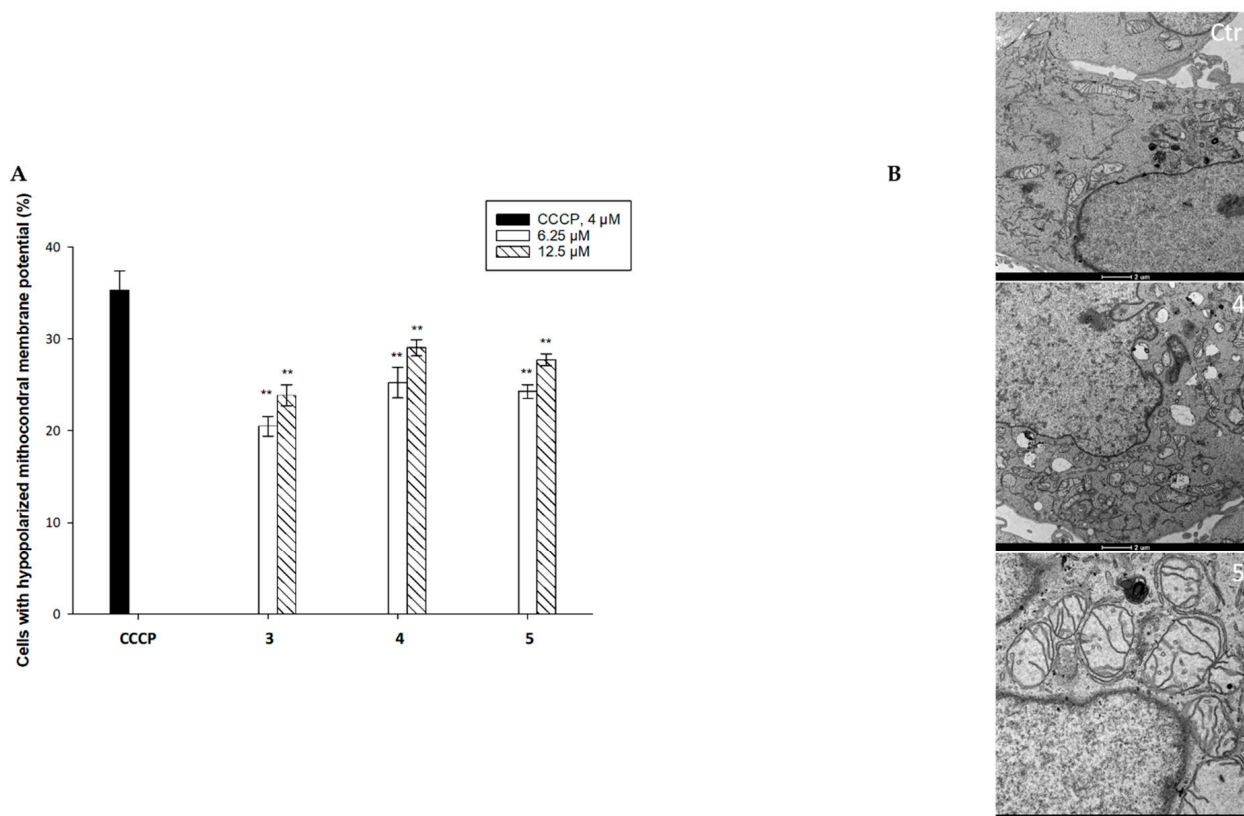 A
Cells with hypopolarized mithocondral membrane potential (%)
CCCP, 4 µM
6.25 µM
12.5 µM
40
30
20
10
0
**
**
**
**
**
**
CCCP
3
4
5
B
Ctr
2 µm
4
2 µm
5